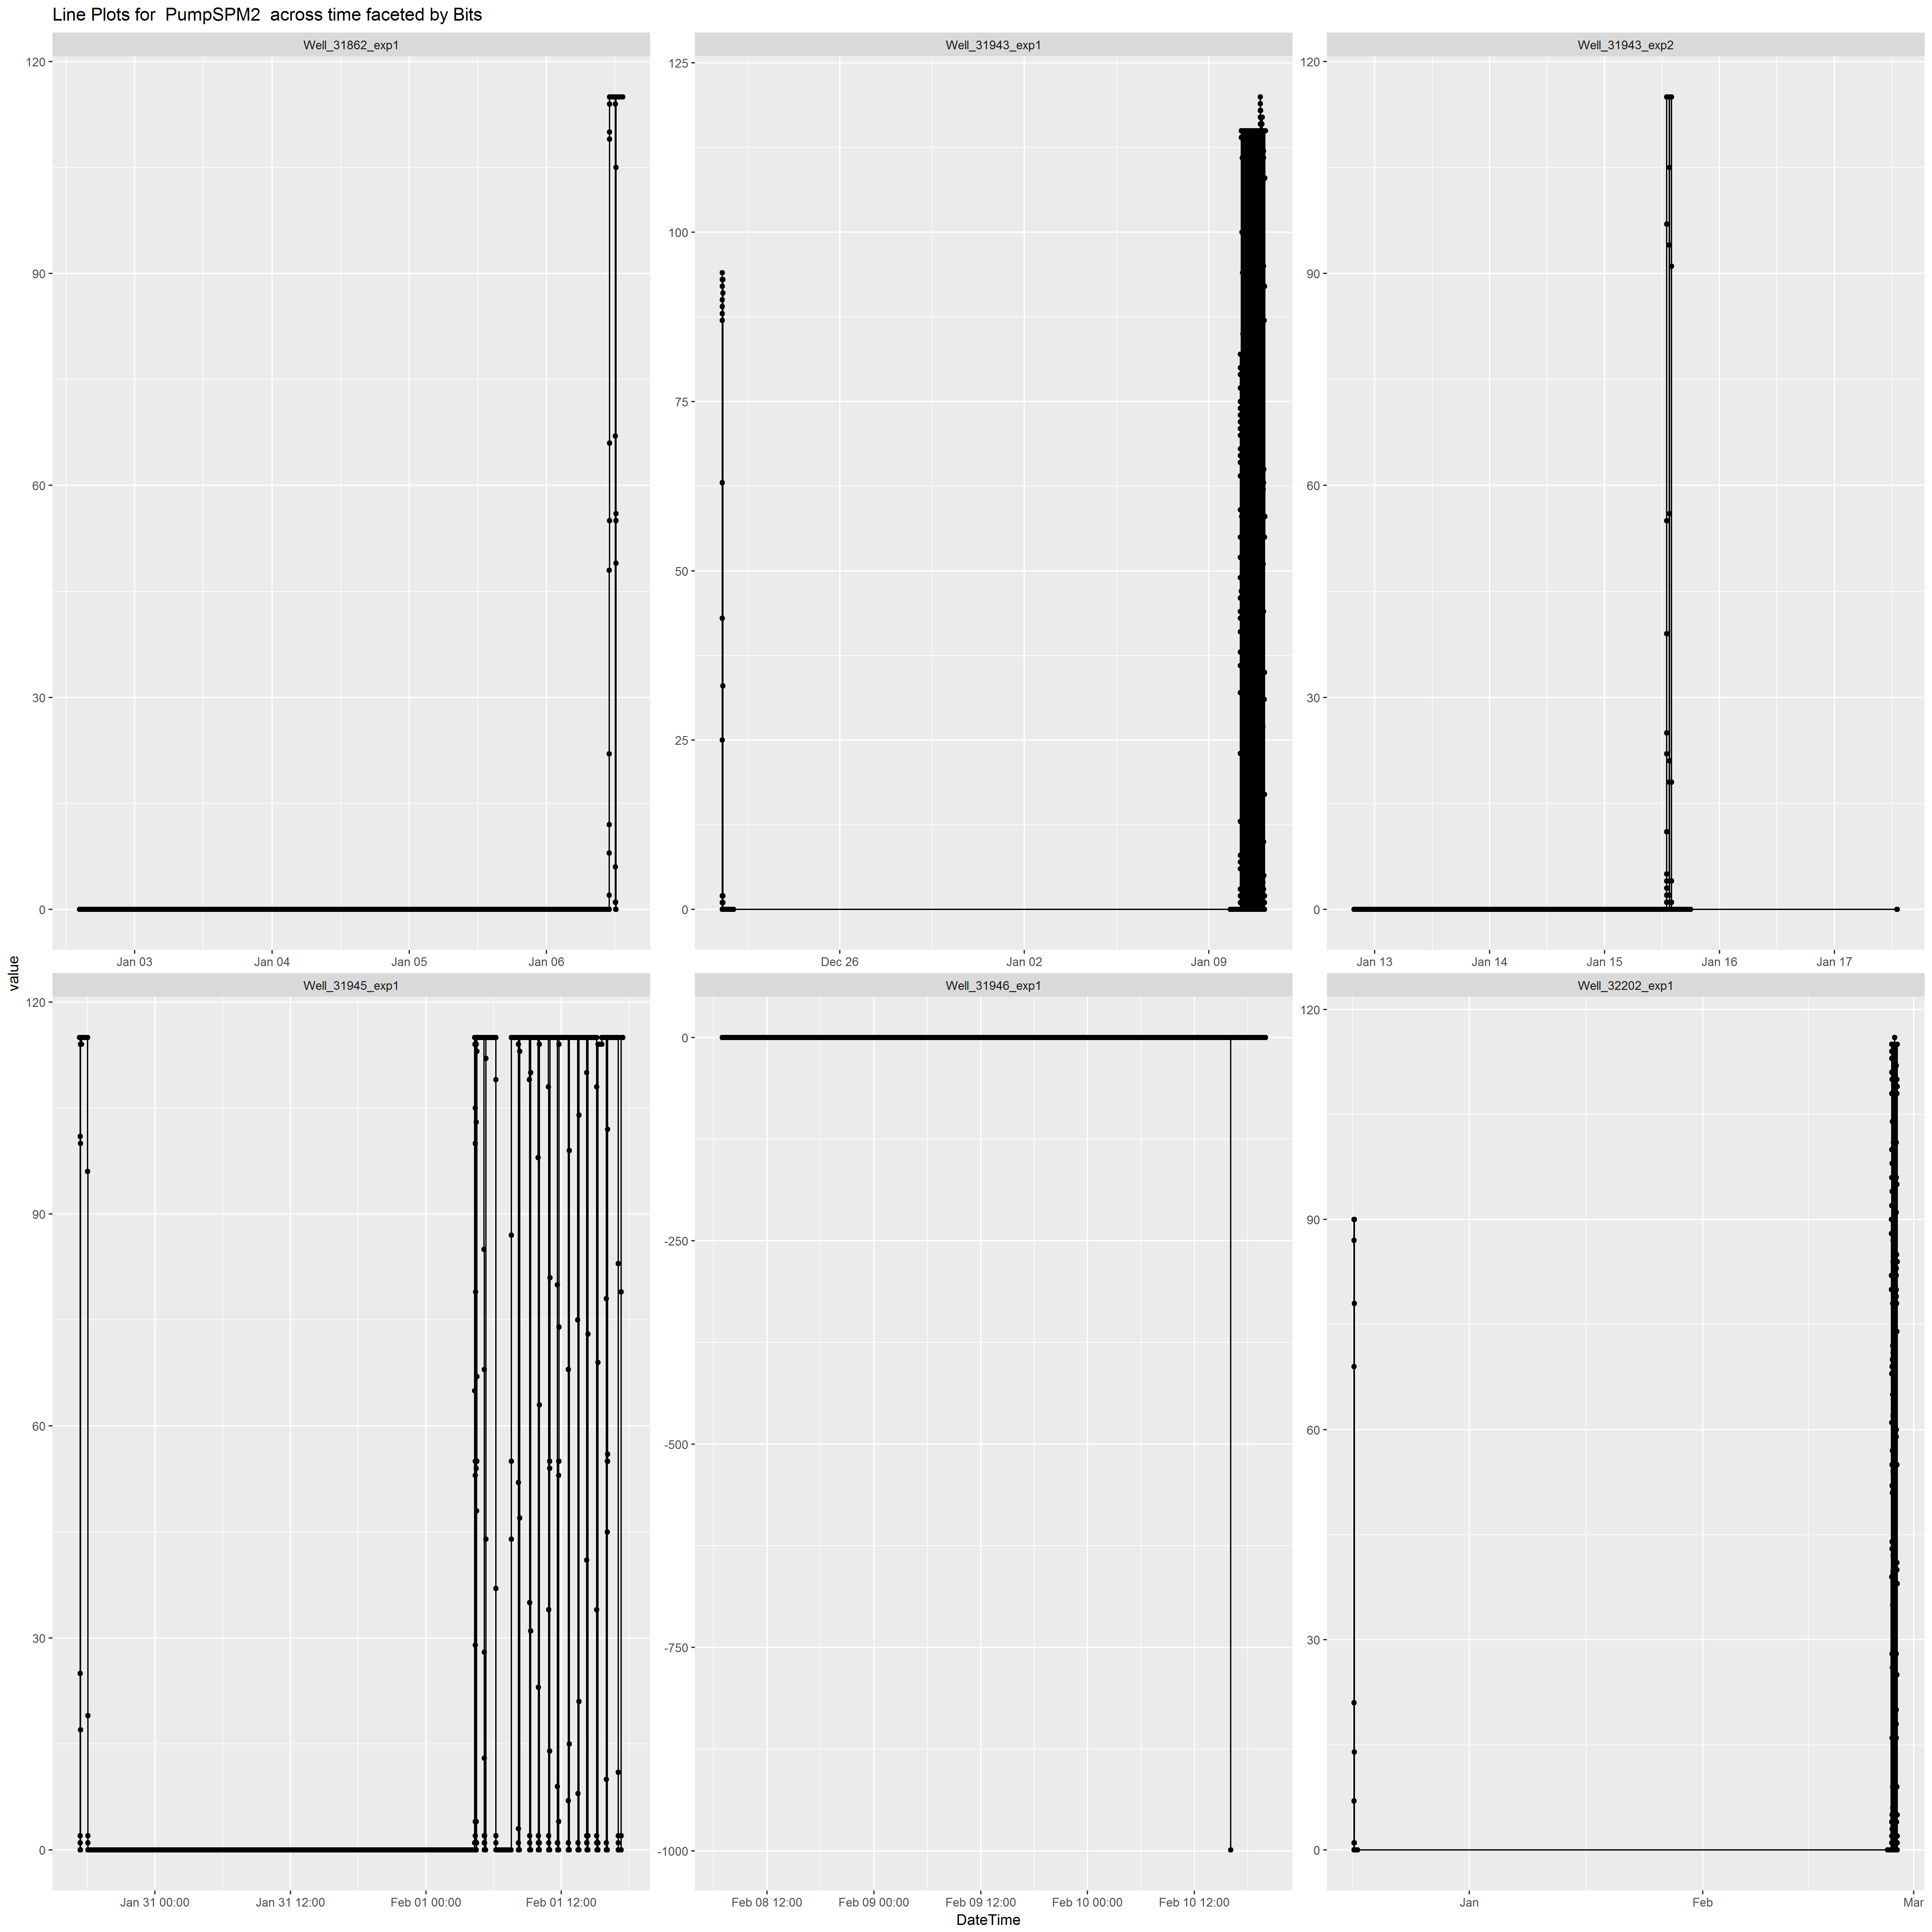 Line Plots for  PumpSPM2  across time faceted by Bits
Well_31862_exp1
Well_31943_exp1
Well_31943_exp2
120
90
60
30
0
Jan 03
Jan 04
Jan 05
Jan 06
125
100
75
50
25
0
Dec 26
Jan 02
Jan 09
120
90
60
30
0
Jan 13
Jan 14
Jan 15
Jan 16
Jan 17
value
Well_31945_exp1
Well_31946_exp1
Well_32202_exp1
120
90
60
30
0
Jan 31 00:00
Jan 31 12:00
Feb 01 00:00
Feb 01 12:00
0
-250
-500
-750
-1000
Feb 08 12:00
Feb 09 00:00
Feb 09 12:00
Feb 10 00:00
Feb 10 12:00
120
90
60
30
0
Jan
Feb
Mar
DateTime